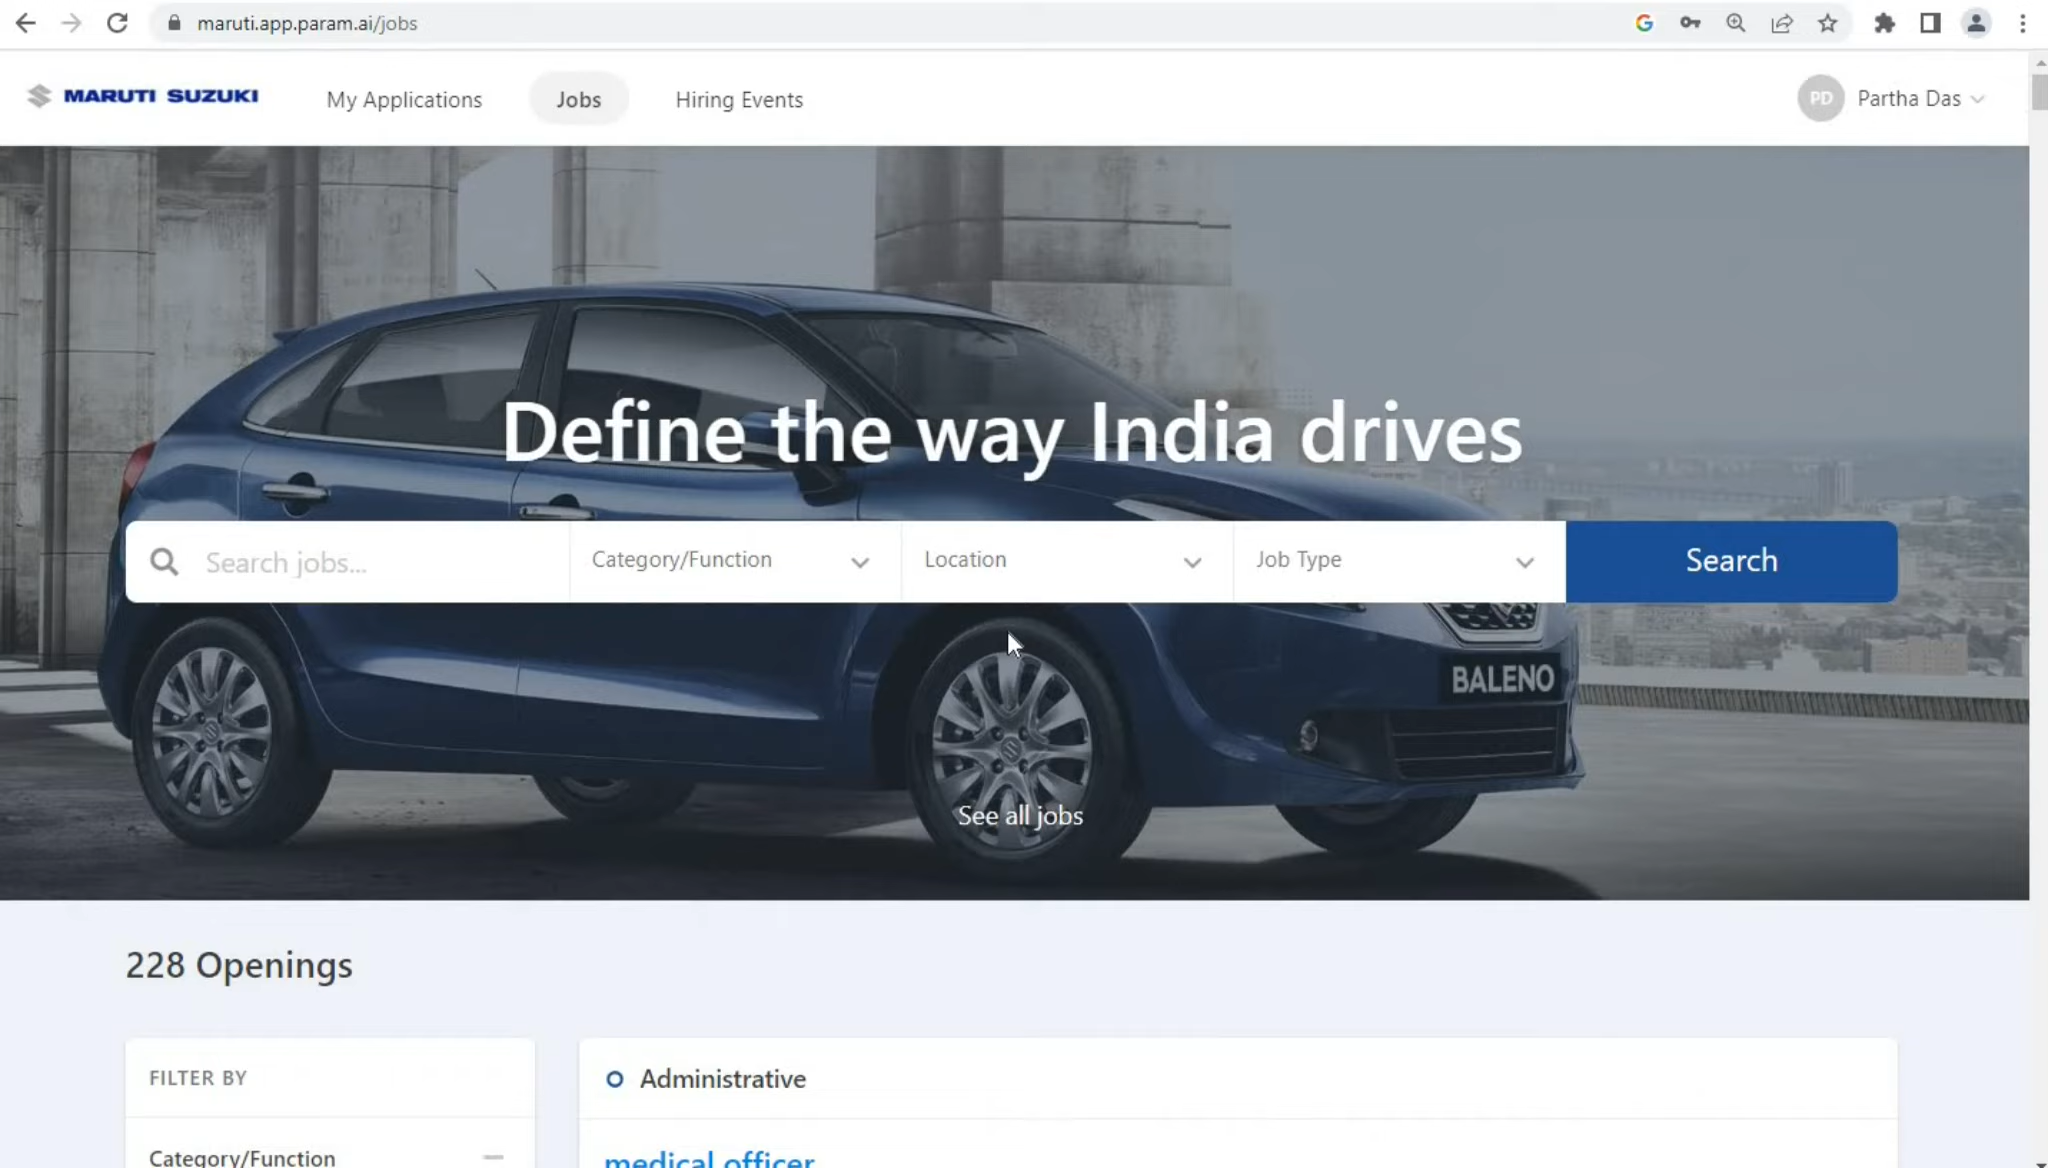 maruti.app.param.ai/jobs
MARUTI SUZUKI
My Applications
Jobs
Hiring Events
PD
Partha Das
Define the way India drives
Search jobs...
Category/Function
Location
Job Type
Search
BALENO
See all jobs
228 Openings
FILTER BY
Administrative
Category/Function
medical officer